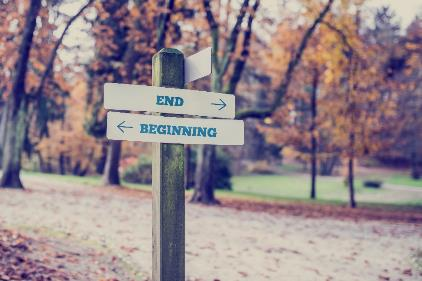 END →
← BEGINNING